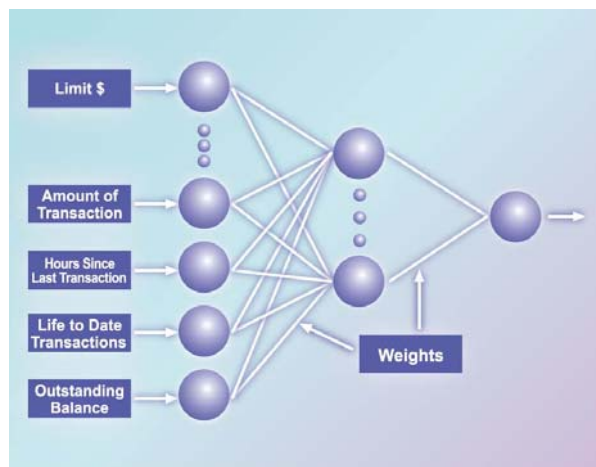 Limit $
Amount of
Transaction
Hours Since
Last Transaction
Life to Date
Transactions
Outstanding
Balance
Weights